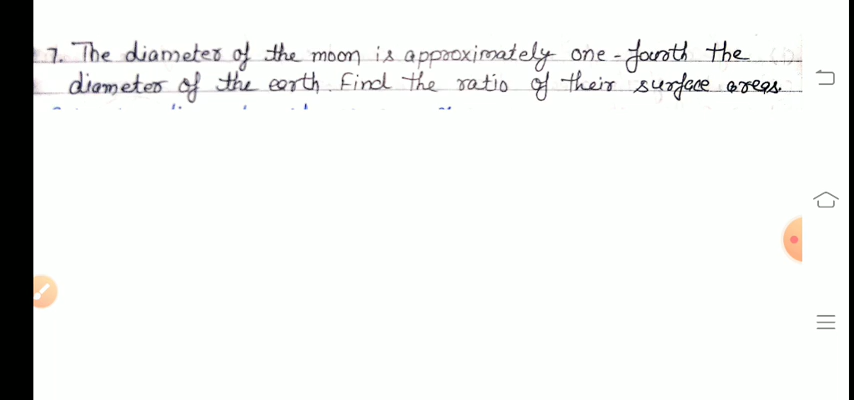 7. The diameter of the moon is approximately one-fourth the
diameter of the earth. Find the ratio of their surface areas.